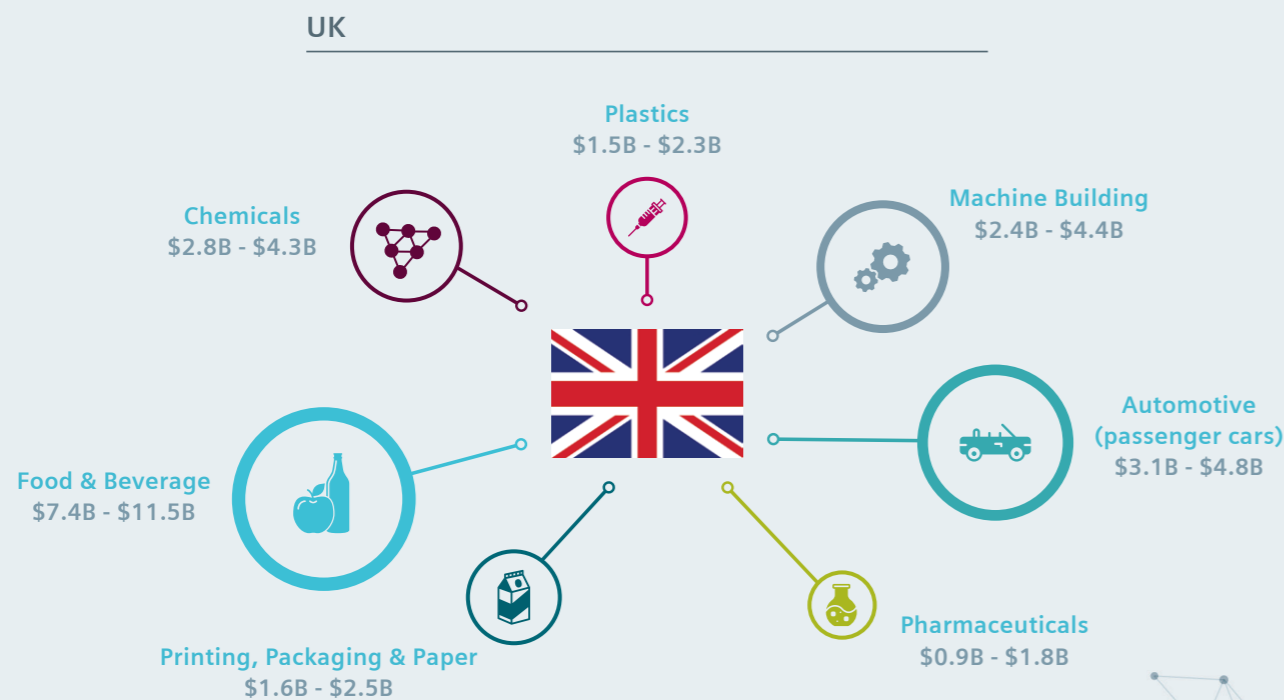 UK
Plastics
$1.5B - $2.3B
Chemicals
$2.8B - $4.3B
Machine Building
$2.4B - $4.4B
Automotive
(passenger cars)
$3.1B - $4.8B
Food & Beverage
$7.4B - $11.5B
Pharmaceuticals
$0.9B - $1.8B
Printing, Packaging & Paper
$1.6B - $2.5B